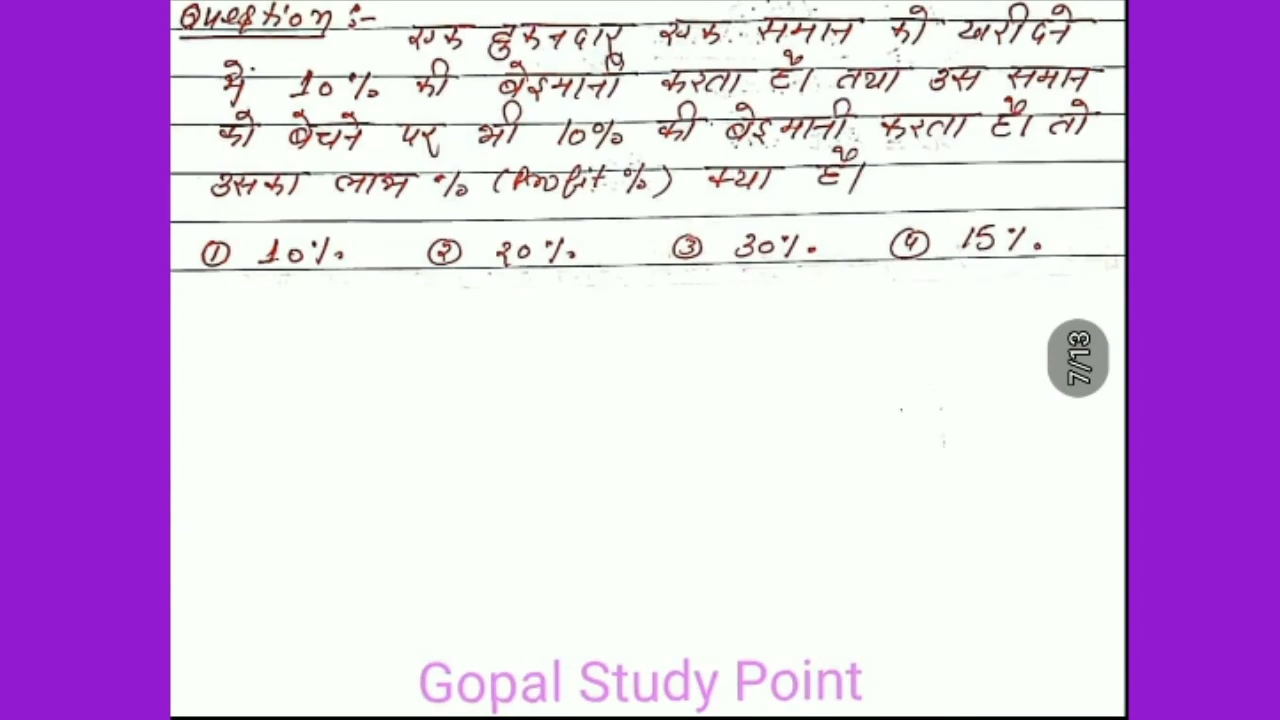 Question :- एक दुकनदार एक समान को खरीदने
में 10% की बेइमानी करता है। तथा उस समान
को बेचने पर भी 10% की बेइमानी करता है। तो
उसका लाभ % (Profit %) क्या है।
① 10%. ② 20%. ③ 30%. ④ 15%.
7/13
Gopal Study Point